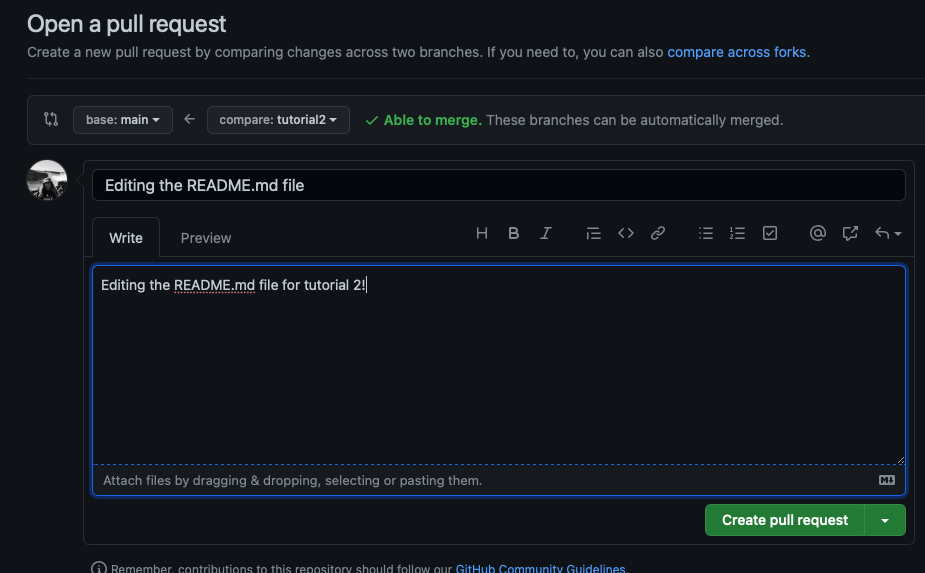 Open a pull request
Create a new pull request by comparing changes across two branches. If you need to, you can also compare across forks.
base: main compare: tutorial2 Able to merge. These branches can be automatically merged.
Editing the README.md file
Write Preview
Editing the README.md file for tutorial 2!
Attach files by dragging & dropping, selecting or pasting them.
Create pull request
Remember, contributions to this repository should follow our GitHub Community Guidelines.